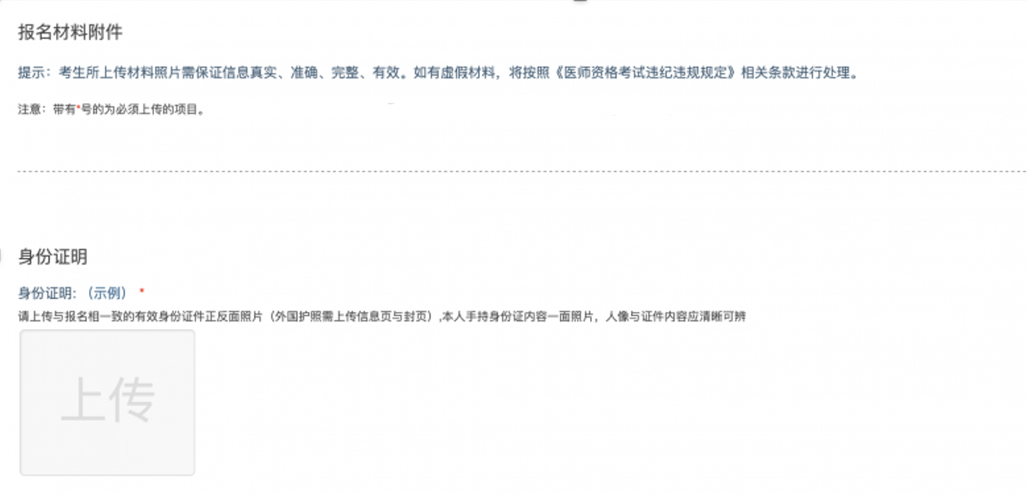 报名材料附件
提示：考生所上传材料照片需保证信息真实、准确、完整、有效。如有虚假材料，将按照《医师资格考试违纪违规规定》相关条款进行处理。
注意：带有*号的为必须上传的项目。
身份证明
身份证明：（示例） *
请上传与报名相一致的有效身份证件正反面照片（外国护照需上传信息页与封页）,本人手持身份证内容一面照片，人像与证件内容应清晰可辨
上传